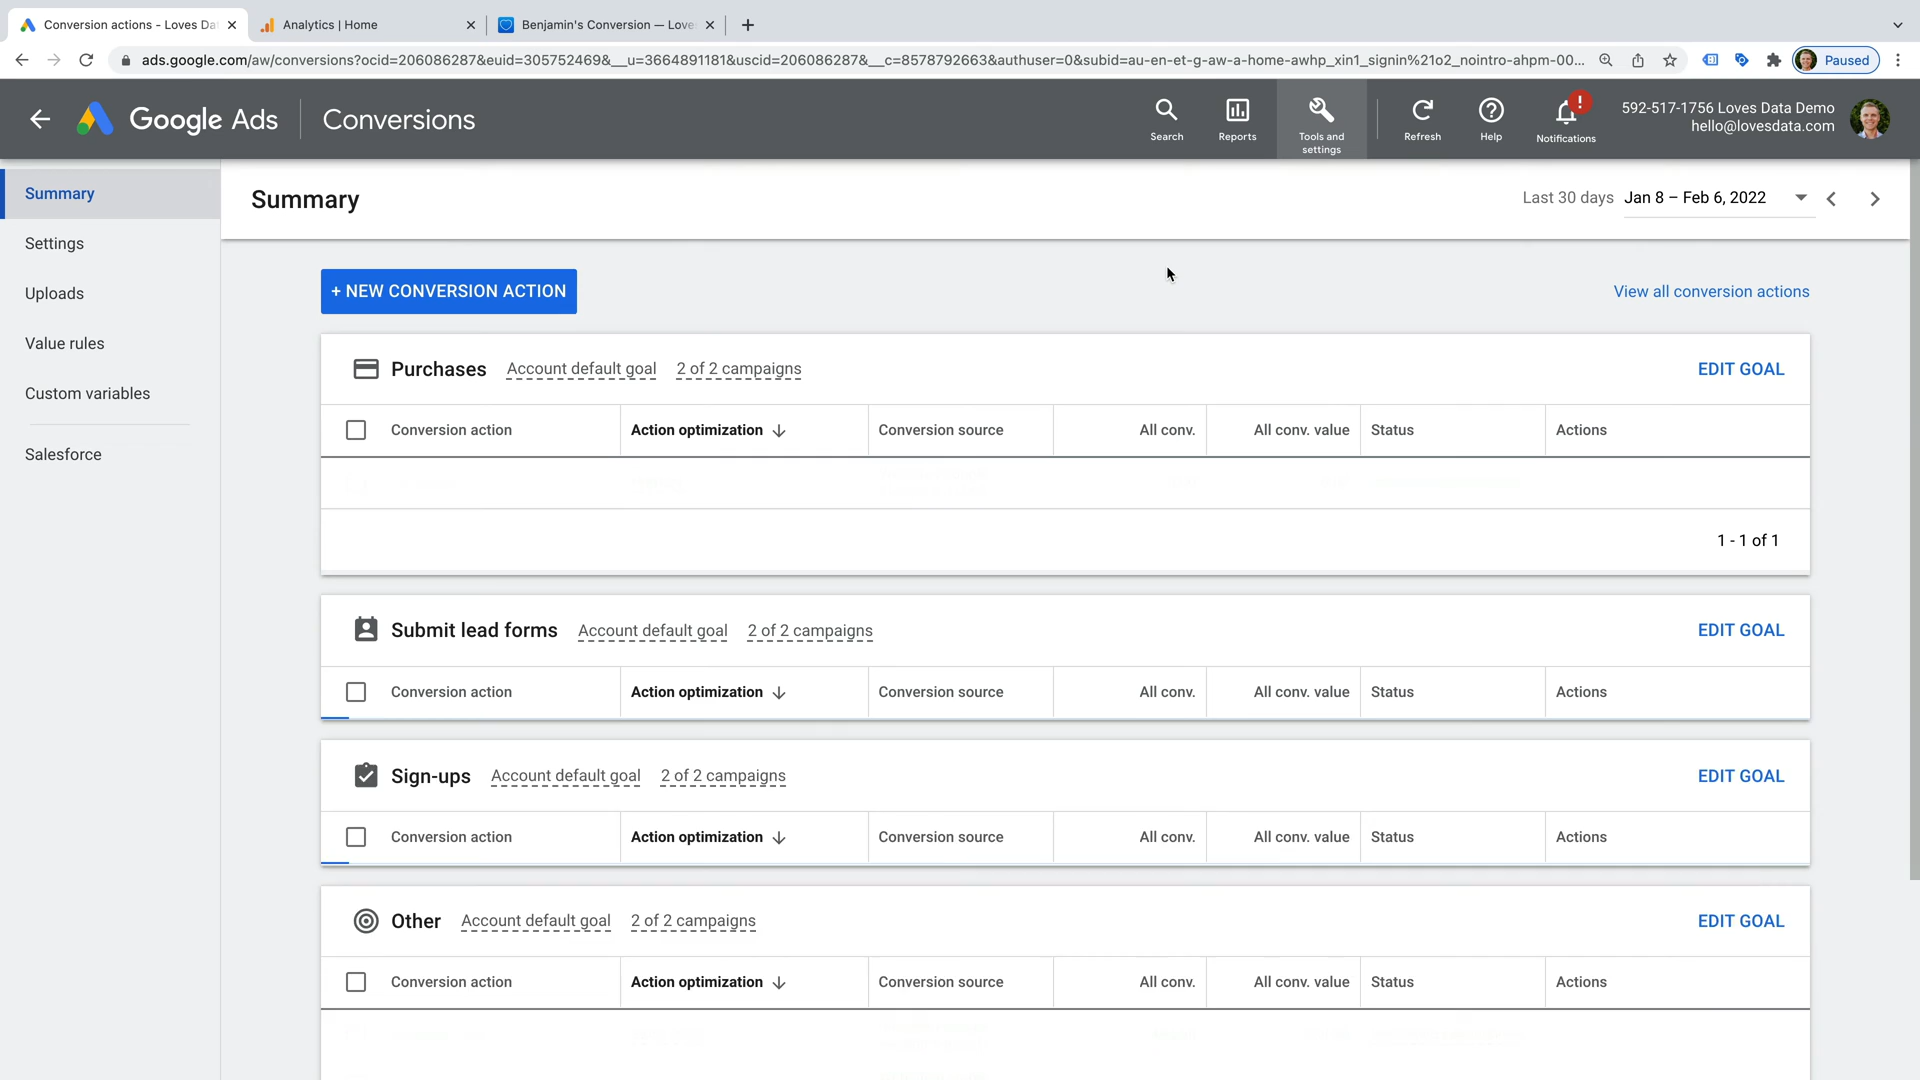 Conversion actions - Loves Da
Analytics | Home
Benjamin's Conversion — Love
ads.google.com/aw/conversions?ocid=206086287&euid=305752469&__u=3664891181&uscid=206086287&__c=8578792663&authuser=0&subid=au-en-et-g-aw-a-home-awhp_xin1_signin%21o2_nointro-ahpm-00...
Paused
Google Ads
Conversions
Search
Reports
Tools and
settings
Refresh
Help
!
Notifications
592-517-1756 Loves Data Demo
hello@lovesdata.com
Summary
Settings
Uploads
Value rules
Custom variables
Salesforce
Summary
Last 30 days Jan 8 – Feb 6, 2022
+ NEW CONVERSION ACTION
View all conversion actions
Purchases Account default goal 2 of 2 campaigns EDIT GOAL
Conversion action Action optimization Conversion source All conv. All conv. value Status Actions
1 - 1 of 1
Submit lead forms Account default goal 2 of 2 campaigns EDIT GOAL
Conversion action Action optimization Conversion source All conv. All conv. value Status Actions
Sign-ups Account default goal 2 of 2 campaigns EDIT GOAL
Conversion action Action optimization Conversion source All conv. All conv. value Status Actions
Other Account default goal 2 of 2 campaigns EDIT GOAL
Conversion action Action optimization Conversion source All conv. All conv. value Status Actions